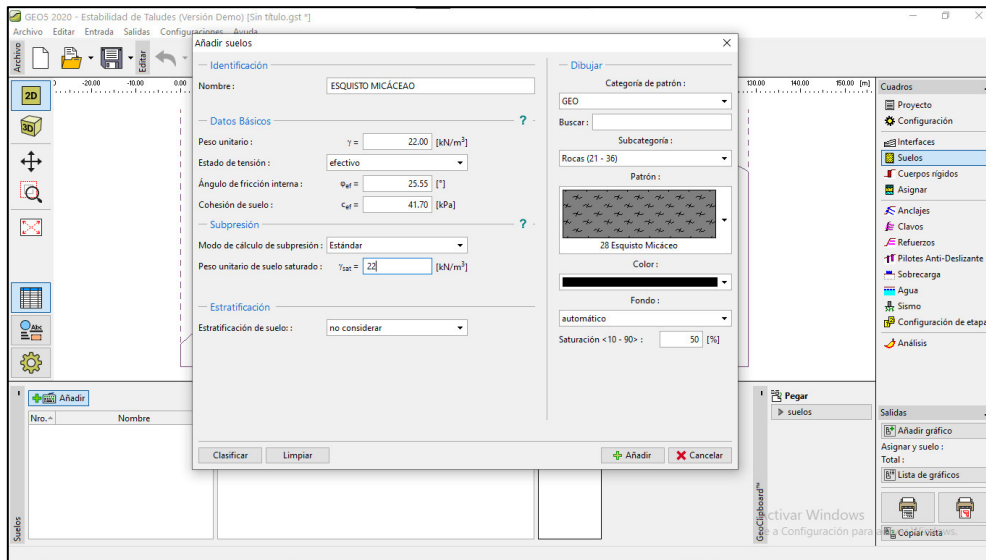 GEO5 2020 - Estabilidad de Taludes (Versión Demo) [Sin título.gst *]
Archivo Editar Entrada Salidas Configuraciones Ayuda
Archivo
Editar
-20.00 -10.00 0.00
130.00 140.00 150.00 [m]
2D
3D
Abc
Añadir suelos
Identificación
Nombre : ESQUISTO MICÁCEAO
Datos Básicos ?
Peso unitario : γ = 22.00 [kN/m³]
Estado de tensión : efectivo
Ángulo de fricción interna : φef = 25.55 [°]
Cohesión de suelo : cef = 41.70 [kPa]
Subpresión ?
Modo de cálculo de subpresión : Estándar
Peso unitario de suelo saturado : γsat = 22 [kN/m³]
Estratificación
Estratificación de suelo: : no considerar
Dibujar
Categoría de patrón :
GEO
Buscar :
Subcategoría :
Rocas (21 - 36)
Patrón :
28 Esquisto Micáceo
Color :
Fondo :
automático
Saturación <10 - 90> : 50 [%]
Clasificar Limpiar Añadir Cancelar
Cuadros
Proyecto
Configuración
Interfaces
Suelos
Cuerpos rígidos
Asignar
Anclajes
Clavos
Refuerzos
Pilotes Anti-Deslizante
Sobrecarga
Agua
Sismo
Configuración de etapa
Análisis
Añadir
Nro. Nombre
Suelos
Pegar
suelos
GeoClipboard™
Salidas
Añadir gráfico
Asignar y suelo :
Total :
Lista de gráficos
Copiar vista
Activar Windows
a Configuración para